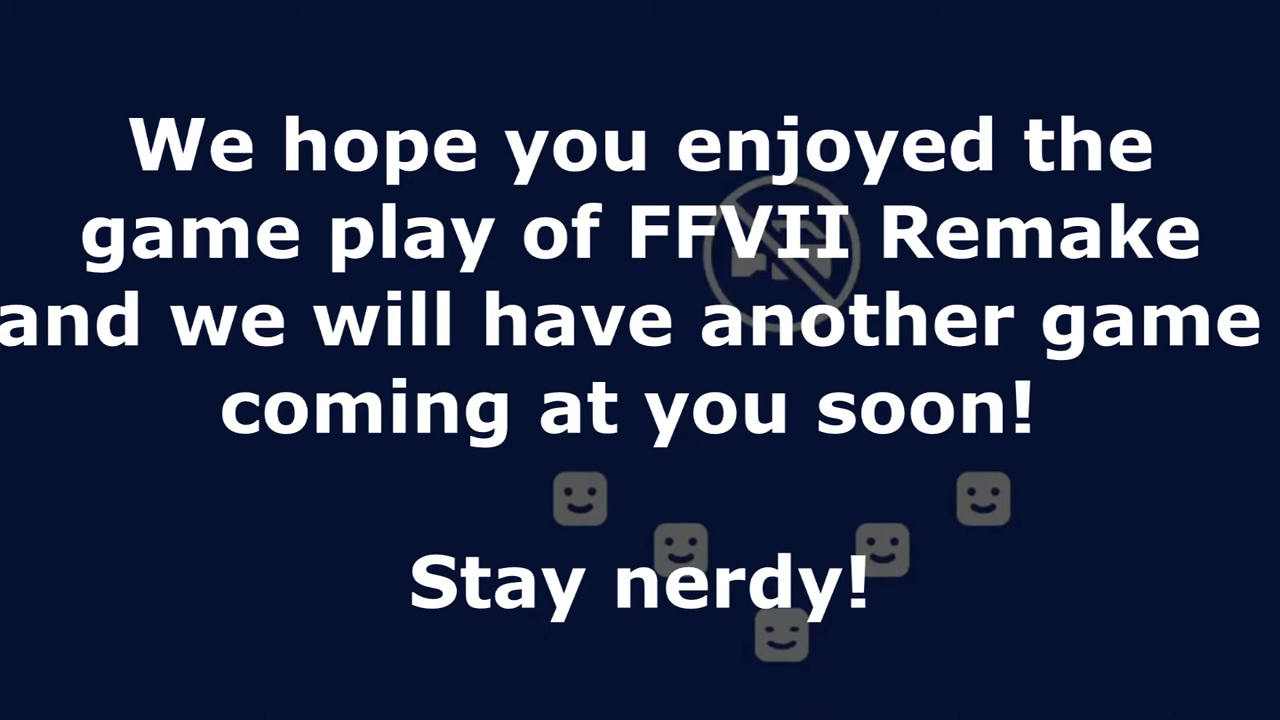 We hope you enjoyed the
game play of FFVII Remake
and we will have another game
coming at you soon!
Stay nerdy!